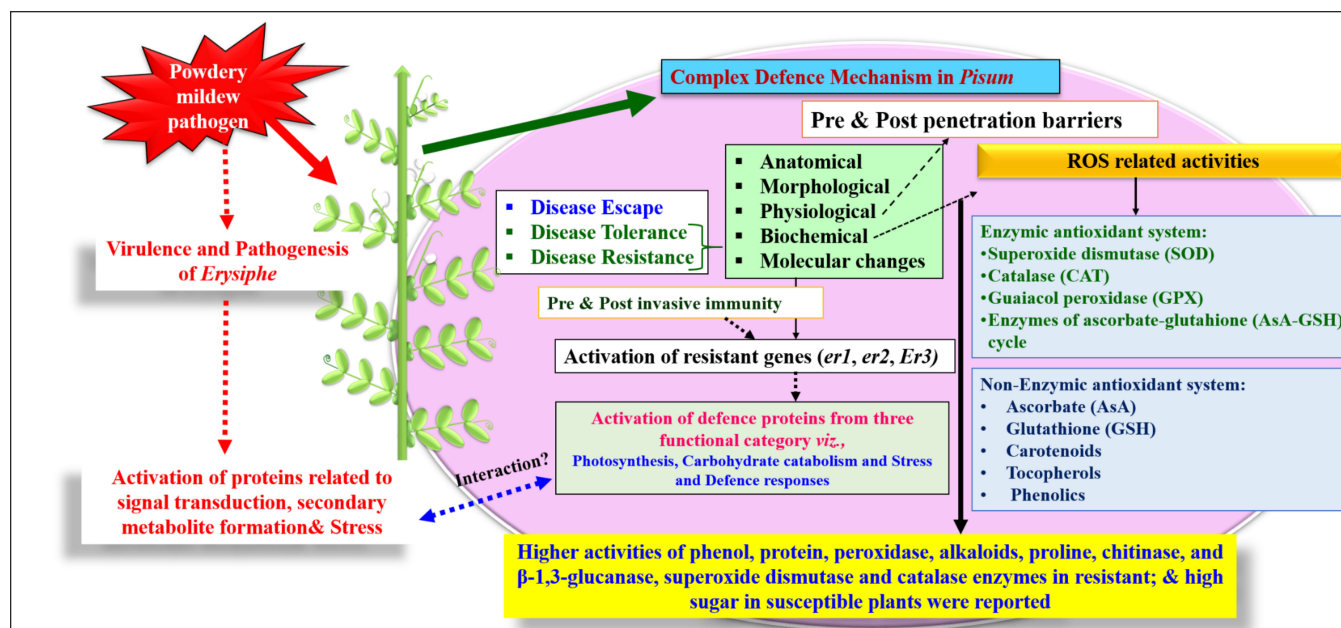 Powdery
mildew
pathogen
Virulence and Pathogenesis
of Erysiphe
Activation of proteins related to
signal transduction, secondary
metabolite formation& Stress
Complex Defence Mechanism in Pisum
Pre & Post penetration barriers
▪ Anatomical
▪ Morphological
▪ Physiological
▪ Biochemical
▪ Molecular changes
▪ Disease Escape
▪ Disease Tolerance
▪ Disease Resistance
Pre & Post invasive immunity
Activation of resistant genes (er1, er2, Er3)
Activation of defence proteins from three
functional category viz.,
Photosynthesis, Carbohydrate catabolism and Stress
and Defence responses
Interaction?
ROS related activities
Enzymic antioxidant system:
•Superoxide dismutase (SOD)
•Catalase (CAT)
•Guaiacol peroxidase (GPX)
•Enzymes of ascorbate-glutahione (AsA-GSH)
cycle
Non-Enzymic antioxidant system:
• Ascorbate (AsA)
• Glutathione (GSH)
• Carotenoids
• Tocopherols
• Phenolics
Higher activities of phenol, protein, peroxidase, alkaloids, proline, chitinase, and
β-1,3-glucanase, superoxide dismutase and catalase enzymes in resistant; & high
sugar in susceptible plants were reported